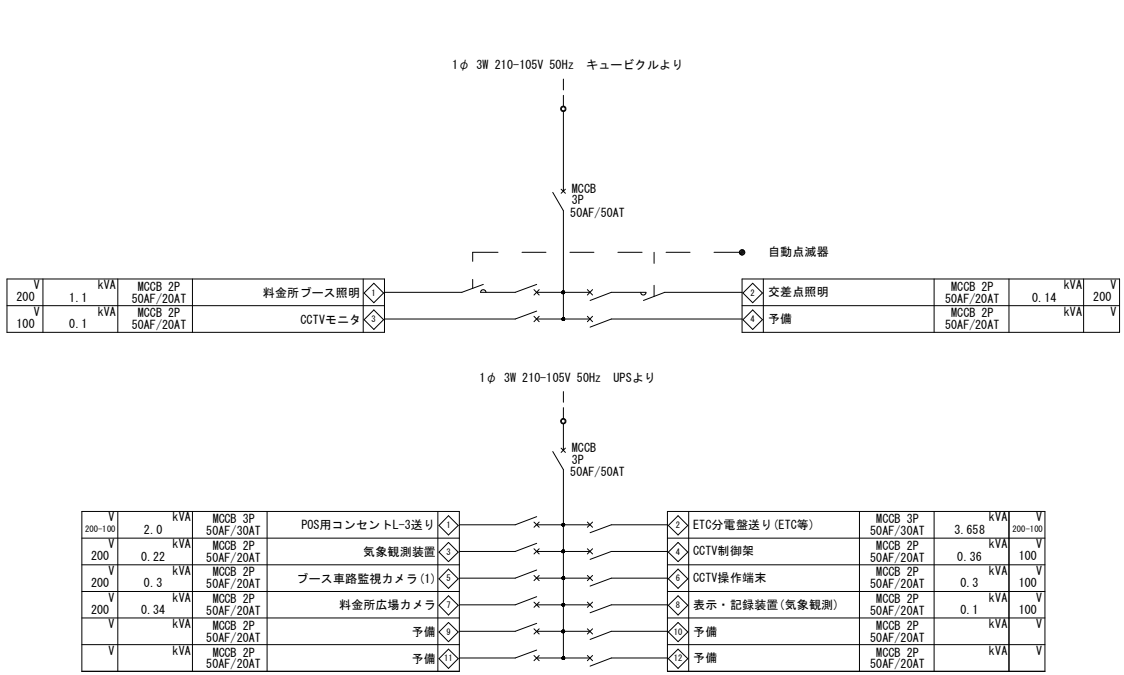 1φ 3W 210-105V 50Hz キュービクルより
MCCB
3P
50AF/50AT
自動点滅器
V 200 kVA 1.1 MCCB 2P 50AF/20AT 料金所ブース照明 1
2 交差点照明 MCCB 2P 50AF/20AT kVA 0.14 V 200
V 100 kVA 0.1 MCCB 2P 50AF/20AT CCTVモニタ 3
4 予備 MCCB 2P 50AF/20AT kVA V
1φ 3W 210-105V 50Hz UPSより
MCCB
3P
50AF/50AT
V 200-100 kVA 2.0 MCCB 3P 50AF/30AT POS用コンセントL-3送り 1
2 ETC分電盤送り(ETC等) MCCB 3P 50AF/30AT kVA 3.658 V 200-100
V 200 kVA 0.22 MCCB 2P 50AF/20AT 気象観測装置 3
4 CCTV制御架 MCCB 2P 50AF/20AT kVA 0.36 V 100
V 200 kVA 0.3 MCCB 2P 50AF/20AT ブース車路監視カメラ(1) 5
6 CCTV操作端末 MCCB 2P 50AF/20AT kVA 0.3 V 100
V 200 kVA 0.34 MCCB 2P 50AF/20AT 料金所広場カメラ 7
8 表示・記録装置(気象観測) MCCB 2P 50AF/20AT kVA 0.1 V 100
V kVA MCCB 2P 50AF/20AT 予備 9
10 予備 MCCB 2P 50AF/20AT kVA V
V kVA MCCB 2P 50AF/20AT 予備 11
12 予備 MCCB 2P 50AF/20AT kVA V